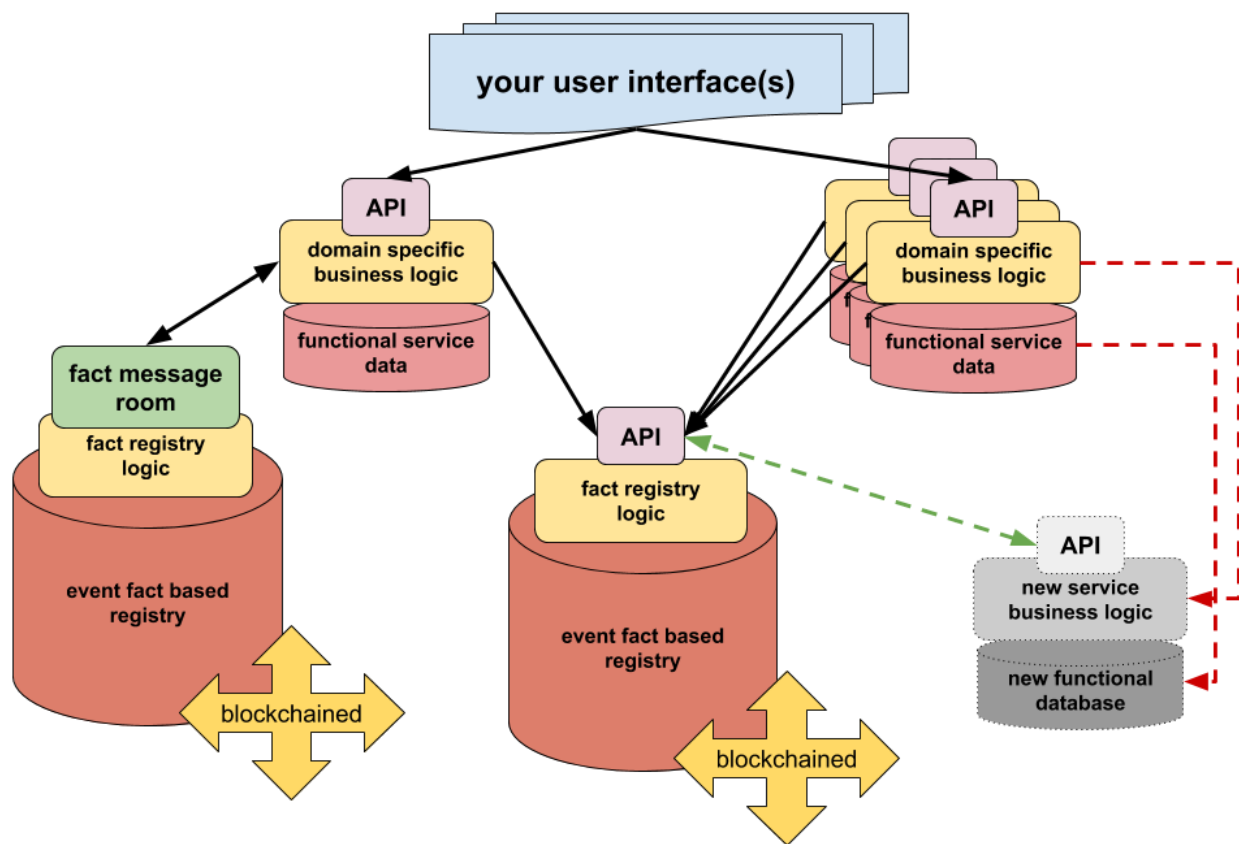 your user interface(s)
API
domain specific
business logic
functional service
data
API
domain specific
business logic
f
f
functional service
data
fact message
room
fact registry
logic
event fact based
registry
blockchained
API
fact registry
logic
event fact based
registry
blockchained
API
new service
business logic
new functional
database